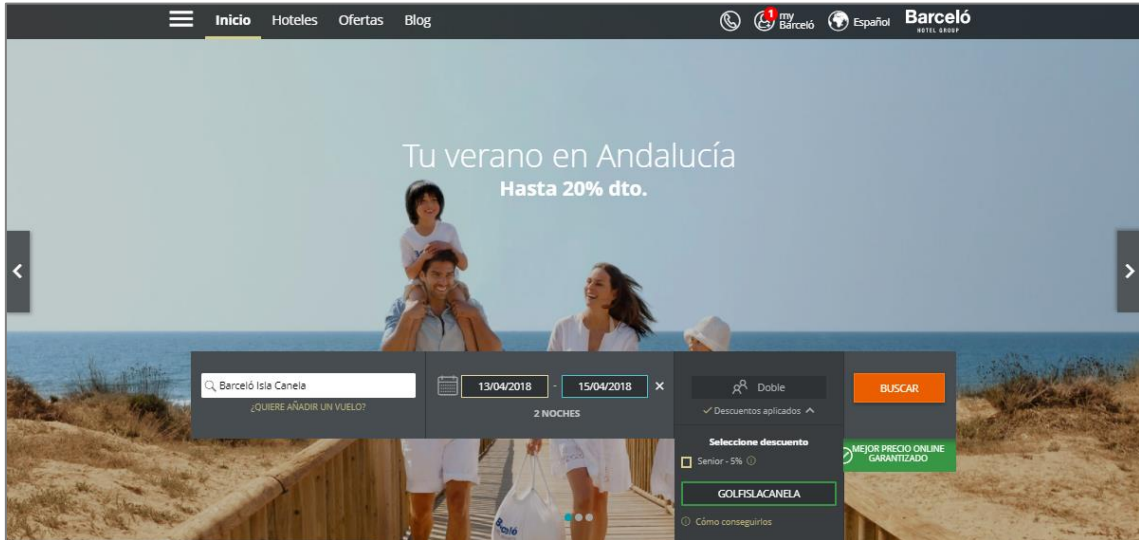 Inicio Hoteles Ofertas Blog
1
my
Barceló
Español
Barceló
HOTEL GROUP
Tu verano en Andalucía
Hasta 20% dto.
Barceló Isla Canela
¿QUIERE AÑADIR UN VUELO?
13/04/2018 - 15/04/2018 ×
2 NOCHES
Doble
Descuentos aplicados
BUSCAR
Seleccione descuento
Senior - 5%
GOLFISLACANELA
Cómo conseguirlos
MEJOR PRECIO ONLINE
GARANTIZADO
Barceló